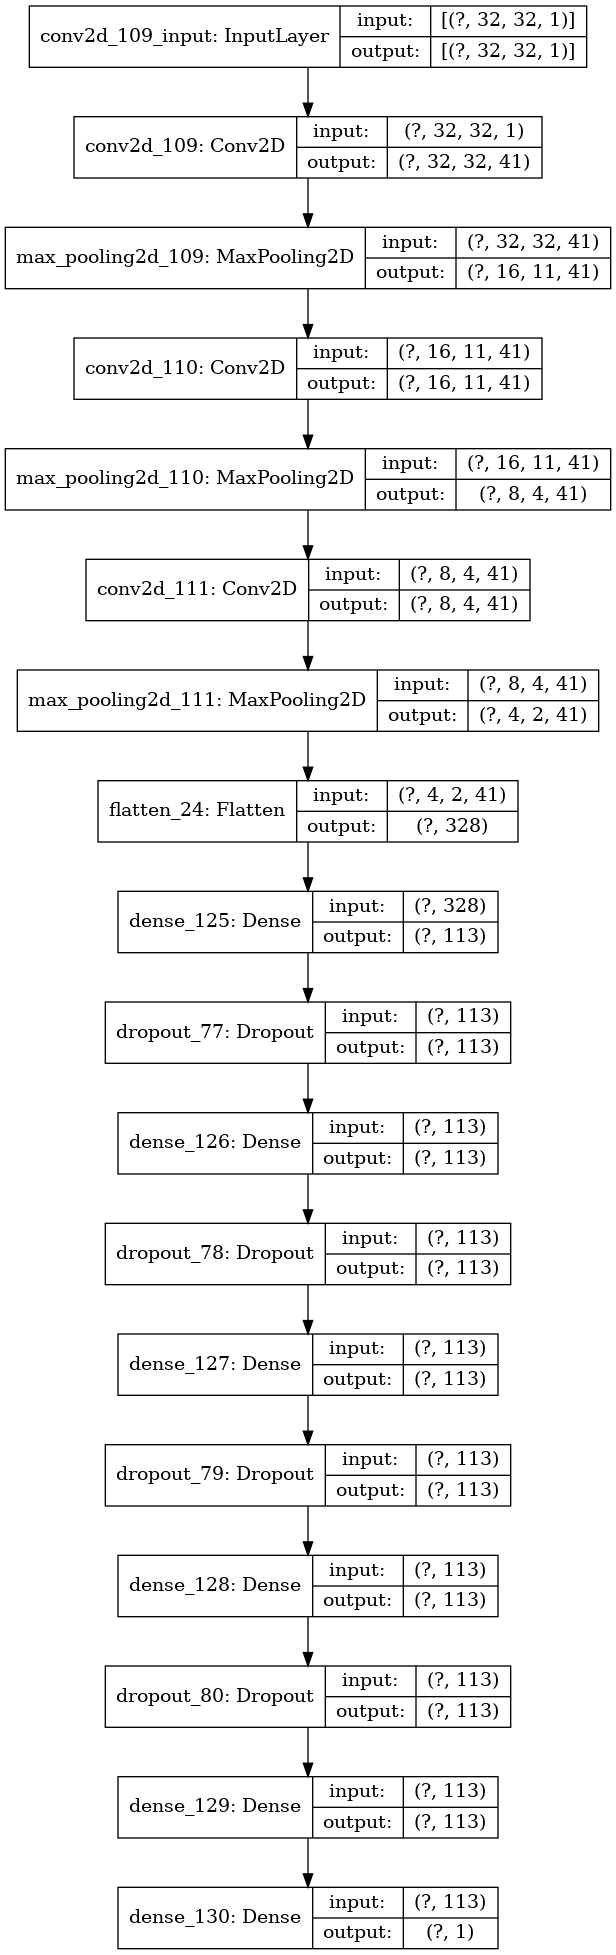 conv2d_109_input: InputLayer input: [(?, 32, 32, 1)]
output: [(?, 32, 32, 1)]
conv2d_109: Conv2D input: (?, 32, 32, 1)
output: (?, 32, 32, 41)
max_pooling2d_109: MaxPooling2D input: (?, 32, 32, 41)
output: (?, 16, 11, 41)
conv2d_110: Conv2D input: (?, 16, 11, 41)
output: (?, 16, 11, 41)
max_pooling2d_110: MaxPooling2D input: (?, 16, 11, 41)
output: (?, 8, 4, 41)
conv2d_111: Conv2D input: (?, 8, 4, 41)
output: (?, 8, 4, 41)
max_pooling2d_111: MaxPooling2D input: (?, 8, 4, 41)
output: (?, 4, 2, 41)
flatten_24: Flatten input: (?, 4, 2, 41)
output: (?, 328)
dense_125: Dense input: (?, 328)
output: (?, 113)
dropout_77: Dropout input: (?, 113)
output: (?, 113)
dense_126: Dense input: (?, 113)
output: (?, 113)
dropout_78: Dropout input: (?, 113)
output: (?, 113)
dense_127: Dense input: (?, 113)
output: (?, 113)
dropout_79: Dropout input: (?, 113)
output: (?, 113)
dense_128: Dense input: (?, 113)
output: (?, 113)
dropout_80: Dropout input: (?, 113)
output: (?, 113)
dense_129: Dense input: (?, 113)
output: (?, 113)
dense_130: Dense input: (?, 113)
output: (?, 1)